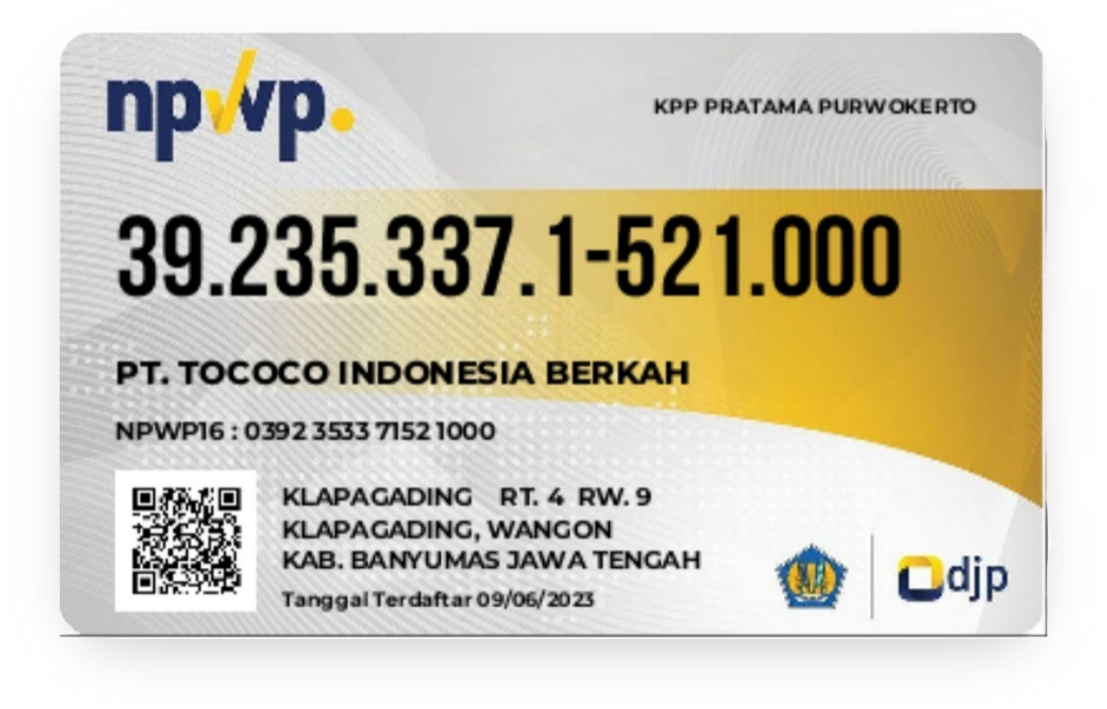 npwp.
KPP PRATAMA PURWOKERTO
39.235.337.1-521.000
PT. TOCOCO INDONESIA BERKAH
NPWP16 : 0392 3533 7152 1000
KLAPAGADING RT. 4 RW. 9
KLAPAGADING, WANGON
KAB. BANYUMAS JAWA TENGAH
Tanggal Terdaftar 09/06/2023
djp